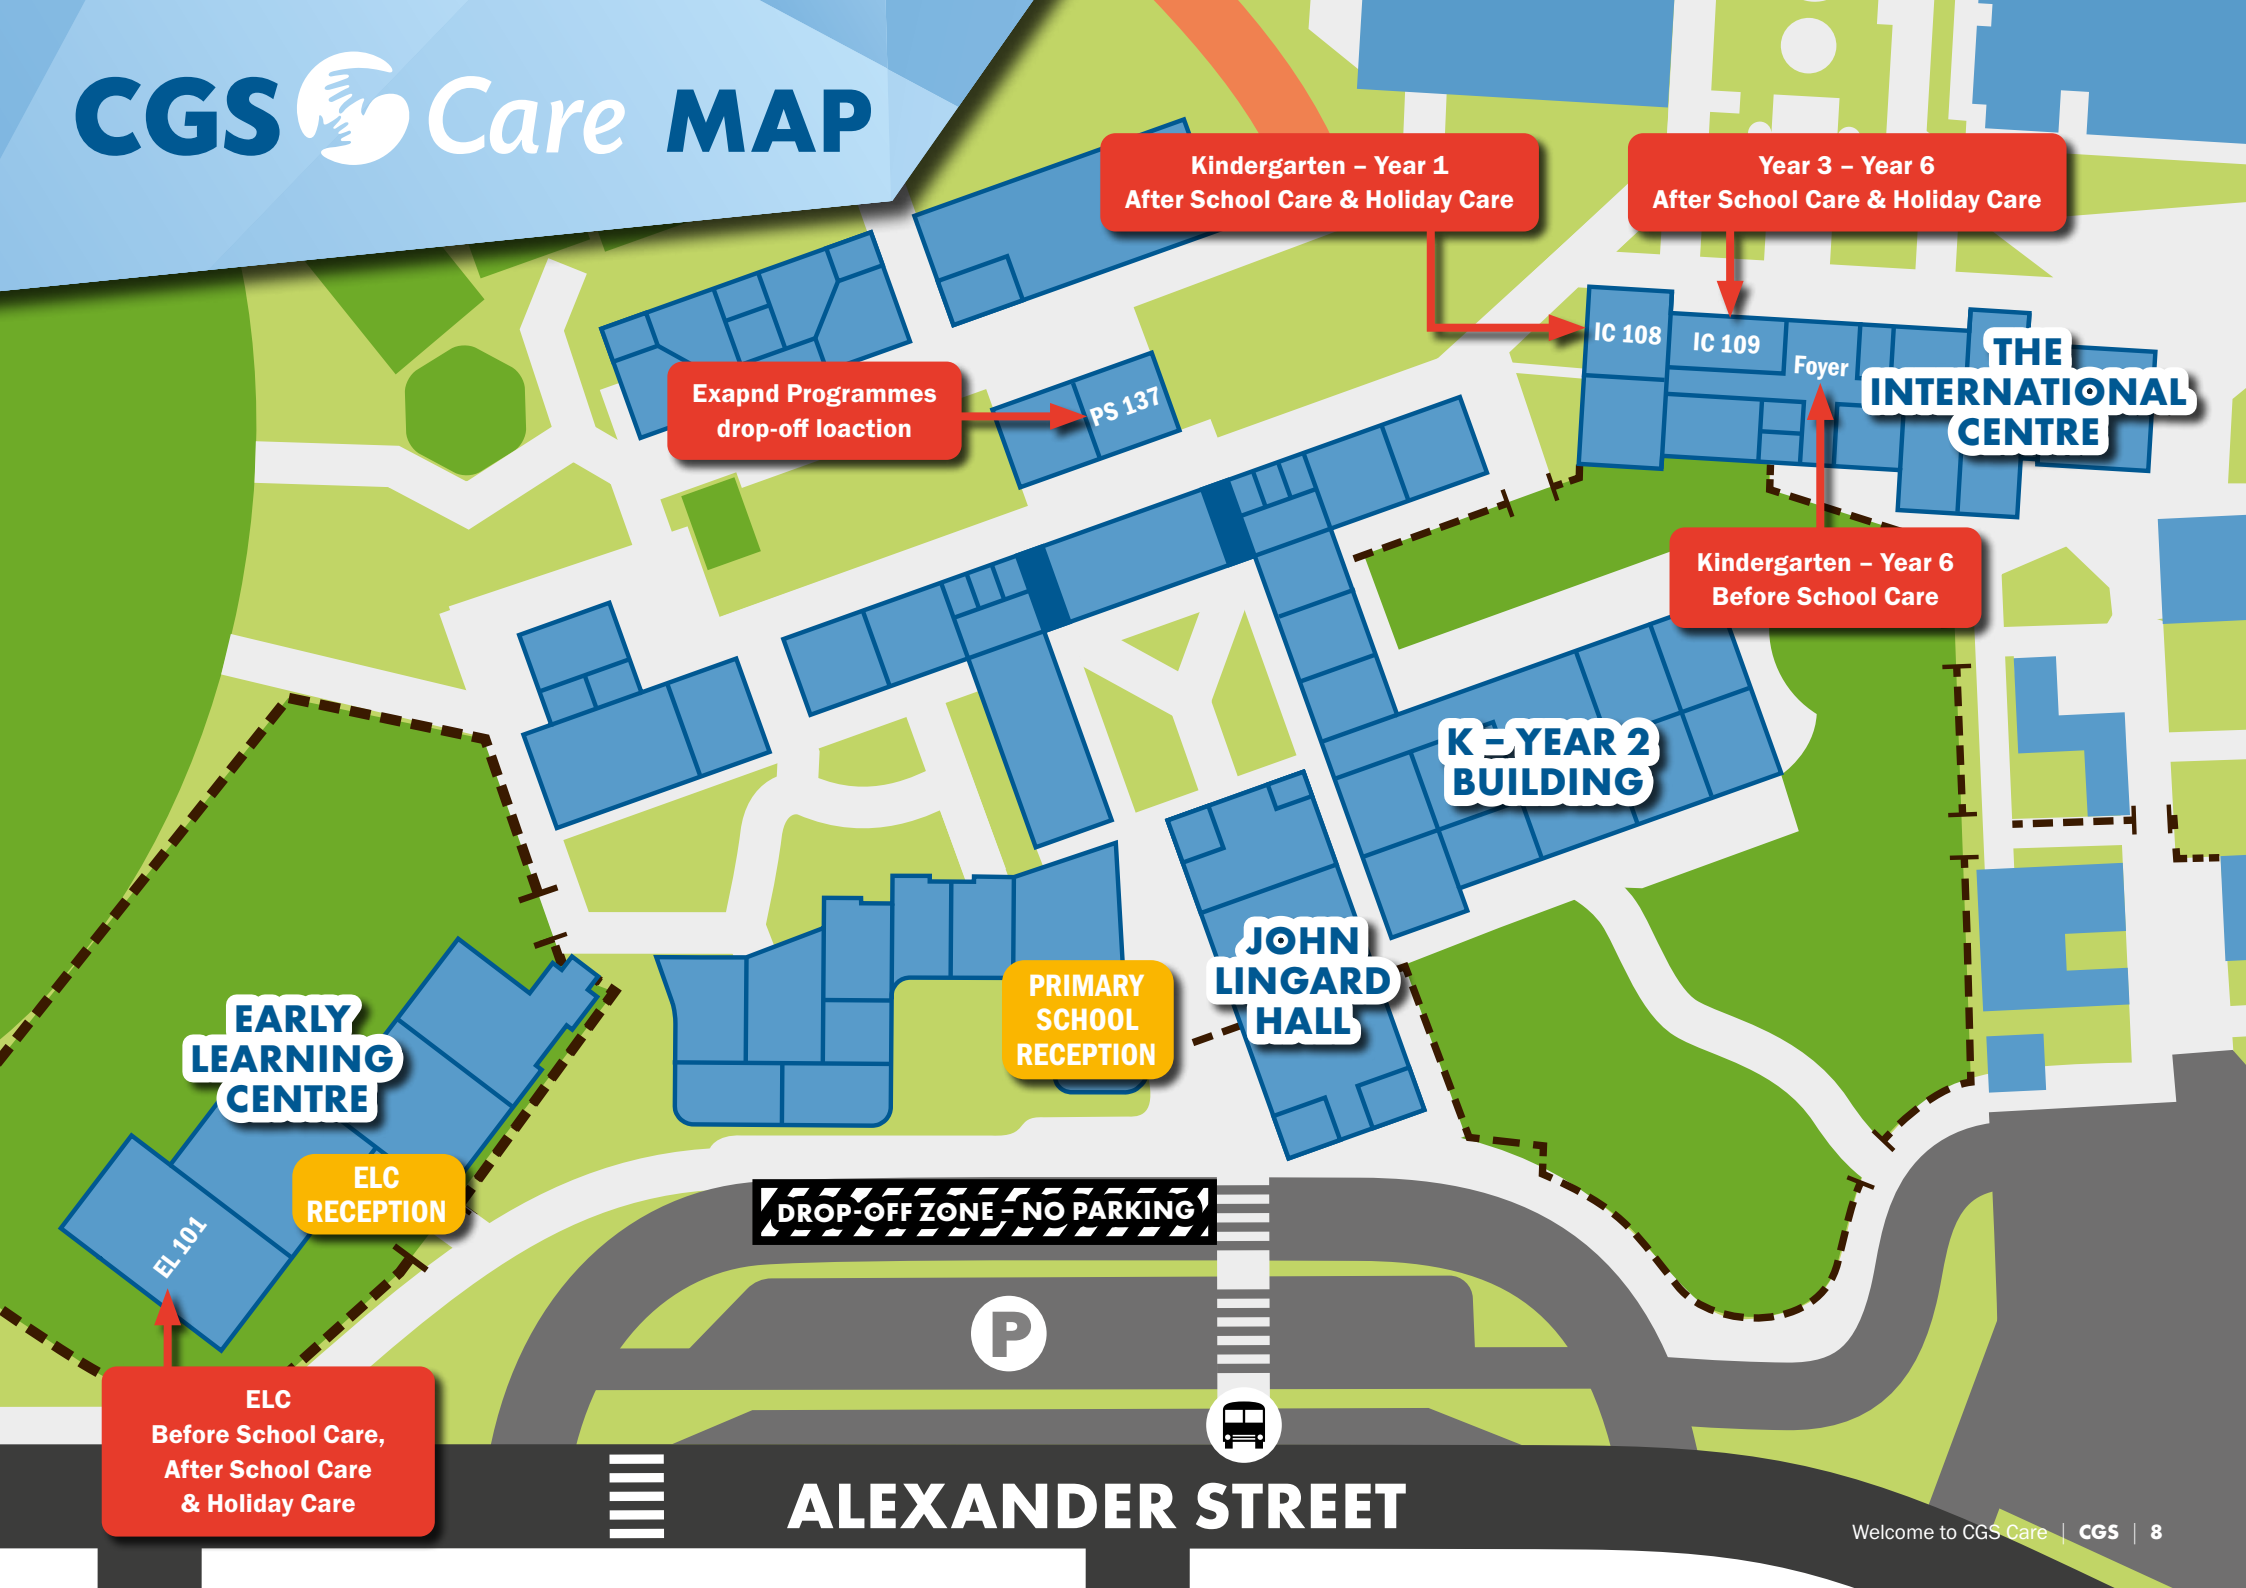 CGS Care MAP
Kindergarten – Year 1
After School Care & Holiday Care
Year 3 – Year 6
After School Care & Holiday Care
IC 108
IC 109
Foyer
THE
INTERNATIONAL
CENTRE
Exapnd Programmes
drop-off loaction
PS 137
Kindergarten – Year 6
Before School Care
K – YEAR 2
BUILDING
JOHN
LINGARD
HALL
PRIMARY
SCHOOL
RECEPTION
EARLY
LEARNING
CENTRE
ELC
RECEPTION
EL 101
DROP-OFF ZONE – NO PARKING
P
ELC
Before School Care,
After School Care
& Holiday Care
ALEXANDER STREET
Welcome to CGS Care | CGS | 8